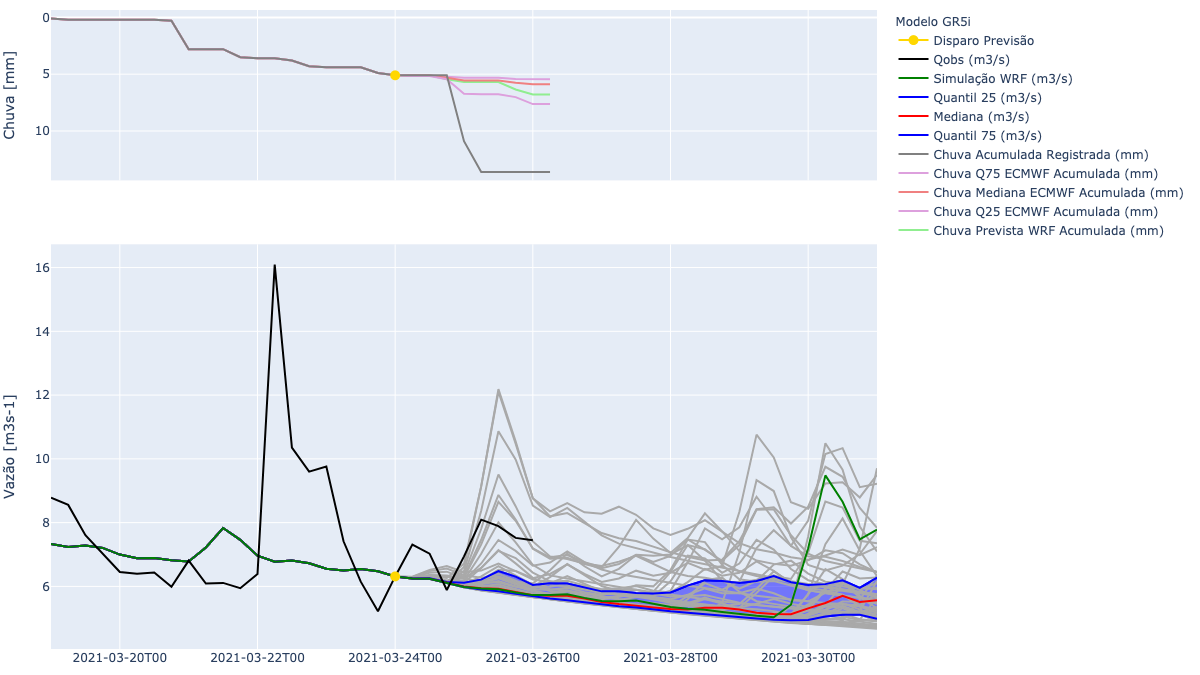 Chuva [mm]
0
5
10
Modelo GR5i
Disparo Previsão
Qobs (m3/s)
Simulação WRF (m3/s)
Quantil 25 (m3/s)
Mediana (m3/s)
Quantil 75 (m3/s)
Chuva Acumulada Registrada (mm)
Chuva Q75 ECMWF Acumulada (mm)
Chuva Mediana ECMWF Acumulada (mm)
Chuva Q25 ECMWF Acumulada (mm)
Chuva Prevista WRF Acumulada (mm)
Vazão [m3s-1]
16
14
12
10
8
6
2021-03-20T00
2021-03-22T00
2021-03-24T00
2021-03-26T00
2021-03-28T00
2021-03-30T00